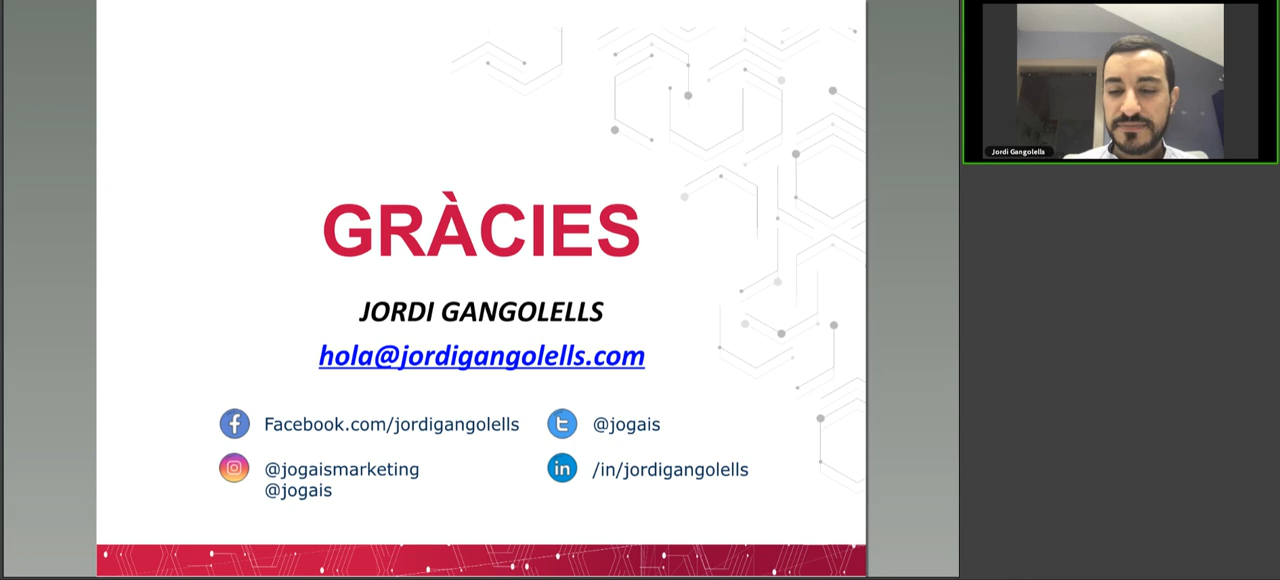 GRÀCIES
JORDI GANGOLELLS
hola@jordigangolells.com
Facebook.com/jordigangolells
@jogais
@jogaismarketing
@jogais
/in/jordigangolells
Jordi Gangolells